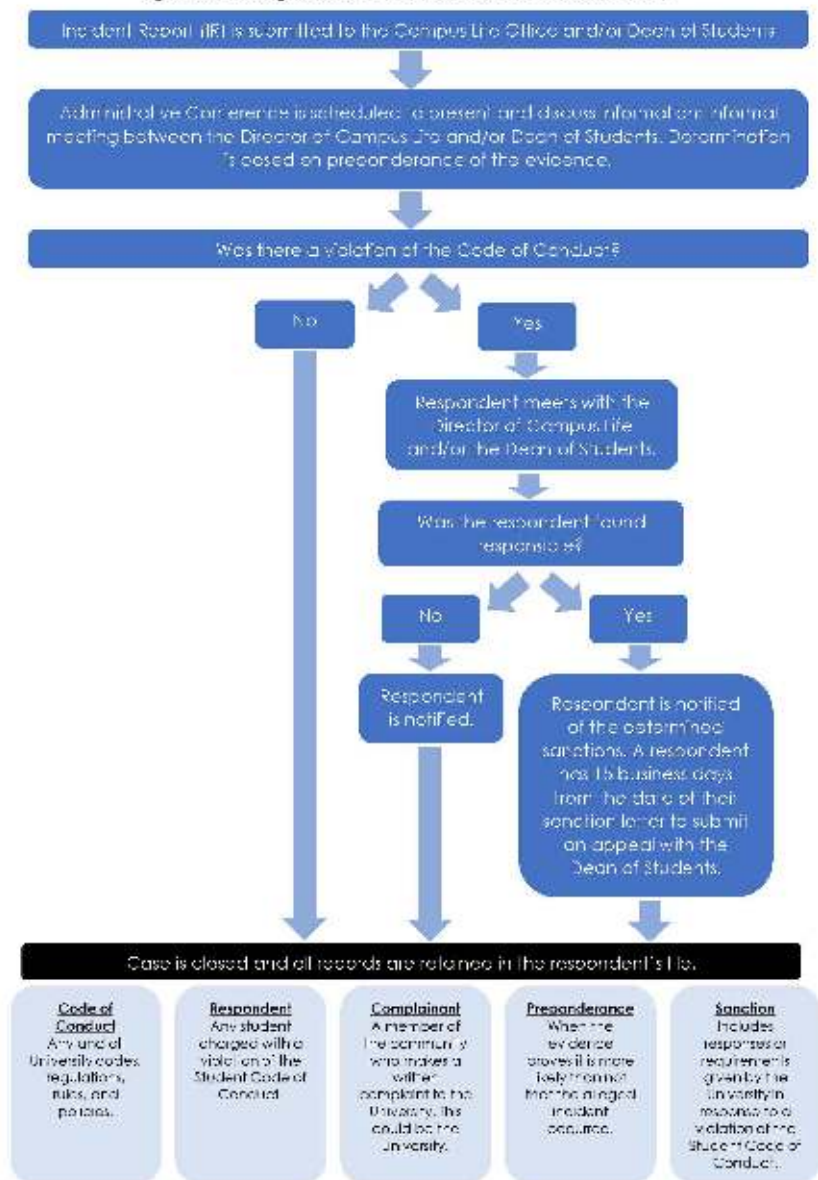 Incident Report (IR) is submitted to the Campus Life Office and/or Dean of Students
Administrative Conference is scheduled to present and discuss information: informal
meeting between the Director of Campus Life and/or Dean of Students. Determination
is based on preponderance of the evidence.
Was there a violation of the Code of Conduct?
No
Yes
Respondent meets with the
Director of Campus Life
and/or the Dean of Students.
Was the respondent found
responsible?
No
Yes
Respondent
is notified.
Respondent is notified
of the determined
sanctions. A respondent
has 15 business days
from the date of their
sanction letter to submit
an appeal with the
Dean of Students.
Case is closed and all records are retained in the respondent's file.
Code of
Conduct
Any and all
University codes,
regulations,
rules, and
policies.
Respondent
Any student
charged with a
violation of the
Student Code of
Conduct
Complainant
A member of
the community
who makes a
written
complaint to the
University. This
could be the
University.
Preponderance
When the
evidence
proves it is more
likely than not
that the alleged
incident
occurred.
Sanction
Includes
responses or
requirements
given by the
University in
response to a
violation of the
Student Code of
Conduct.